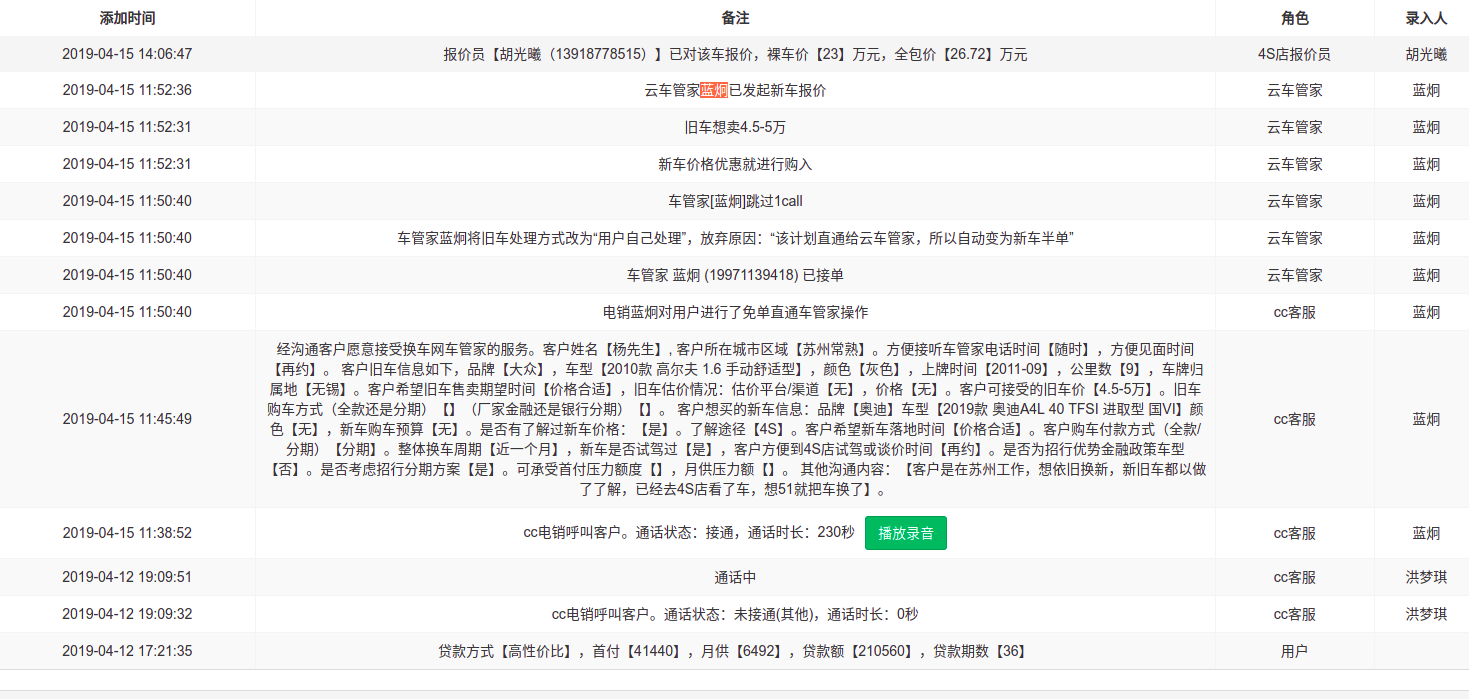 添加时间 备注 角色 录入人
2019-04-15 14:06:47 报价员【胡光曦（13918778515）】已对该车报价，裸车价【23】万元，全包价【26.72】万元 4S店报价员 胡光曦
2019-04-15 11:52:36 云车管家蓝炯已发起新车报价 云车管家 蓝炯
2019-04-15 11:52:31 旧车想卖4.5-5万 云车管家 蓝炯
2019-04-15 11:52:31 新车价格优惠就进行购入 云车管家 蓝炯
2019-04-15 11:50:40 车管家[蓝炯]跳过1call 云车管家 蓝炯
2019-04-15 11:50:40 车管家蓝炯将旧车处理方式改为“用户自己处理”，放弃原因：“该计划直通给云车管家，所以自动变为新车半单” 云车管家 蓝炯
2019-04-15 11:50:40 车管家 蓝炯 (19971139418) 已接单 云车管家 蓝炯
2019-04-15 11:50:40 电销蓝炯对用户进行了免单直通车管家操作 cc客服 蓝炯
经沟通客户愿意接受换车网车管家的服务。客户姓名【杨先生】, 客户所在城市区域【苏州常熟】。方便接听车管家电话时间【随时】，方便见面时间
【再约】。 客户旧车信息如下，品牌【大众】，车型【2010款 高尔夫 1.6 手动舒适型】，颜色【灰色】，上牌时间【2011-09】，公里数【9】，车牌归
属地【无锡】。客户希望旧车售卖期望时间【价格合适】，旧车估价情况：估价平台/渠道【无】，价格【无】。客户可接受的旧车价【4.5-5万】。旧车
购车方式（全款还是分期）【】（厂家金融还是银行分期）【】。 客户想买的新车信息：品牌【奥迪】车型【2019款 奥迪A4L 40 TFSI 进取型 国VI】颜
2019-04-15 11:45:49 色【无】，新车购车预算【无】。是否有了解过新车价格：【是】。了解途径【4S】。客户希望新车落地时间【价格合适】。客户购车付款方式（全款/ cc客服 蓝炯
分期）【分期】。整体换车周期【近一个月】，新车是否试驾过【是】，客户方便到4S店试驾或谈价时间【再约】。是否为招行优势金融政策车型
【否】。是否考虑招行分期方案【是】。可承受首付压力额度【】，月供压力额【】。 其他沟通内容：【客户是在苏州工作，想依旧换新，新旧车都以做
了了解，已经去4S店看了车，想51就把车换了】。
2019-04-15 11:38:52 cc电销呼叫客户。通话状态：接通，通话时长：230秒 播放录音 cc客服 蓝炯
2019-04-12 19:09:51 通话中 cc客服 洪梦琪
2019-04-12 19:09:32 cc电销呼叫客户。通话状态：未接通(其他)，通话时长：0秒 cc客服 洪梦琪
2019-04-12 17:21:35 贷款方式【高性价比】，首付【41440】，月供【6492】，贷款额【210560】，贷款期数【36】 用户